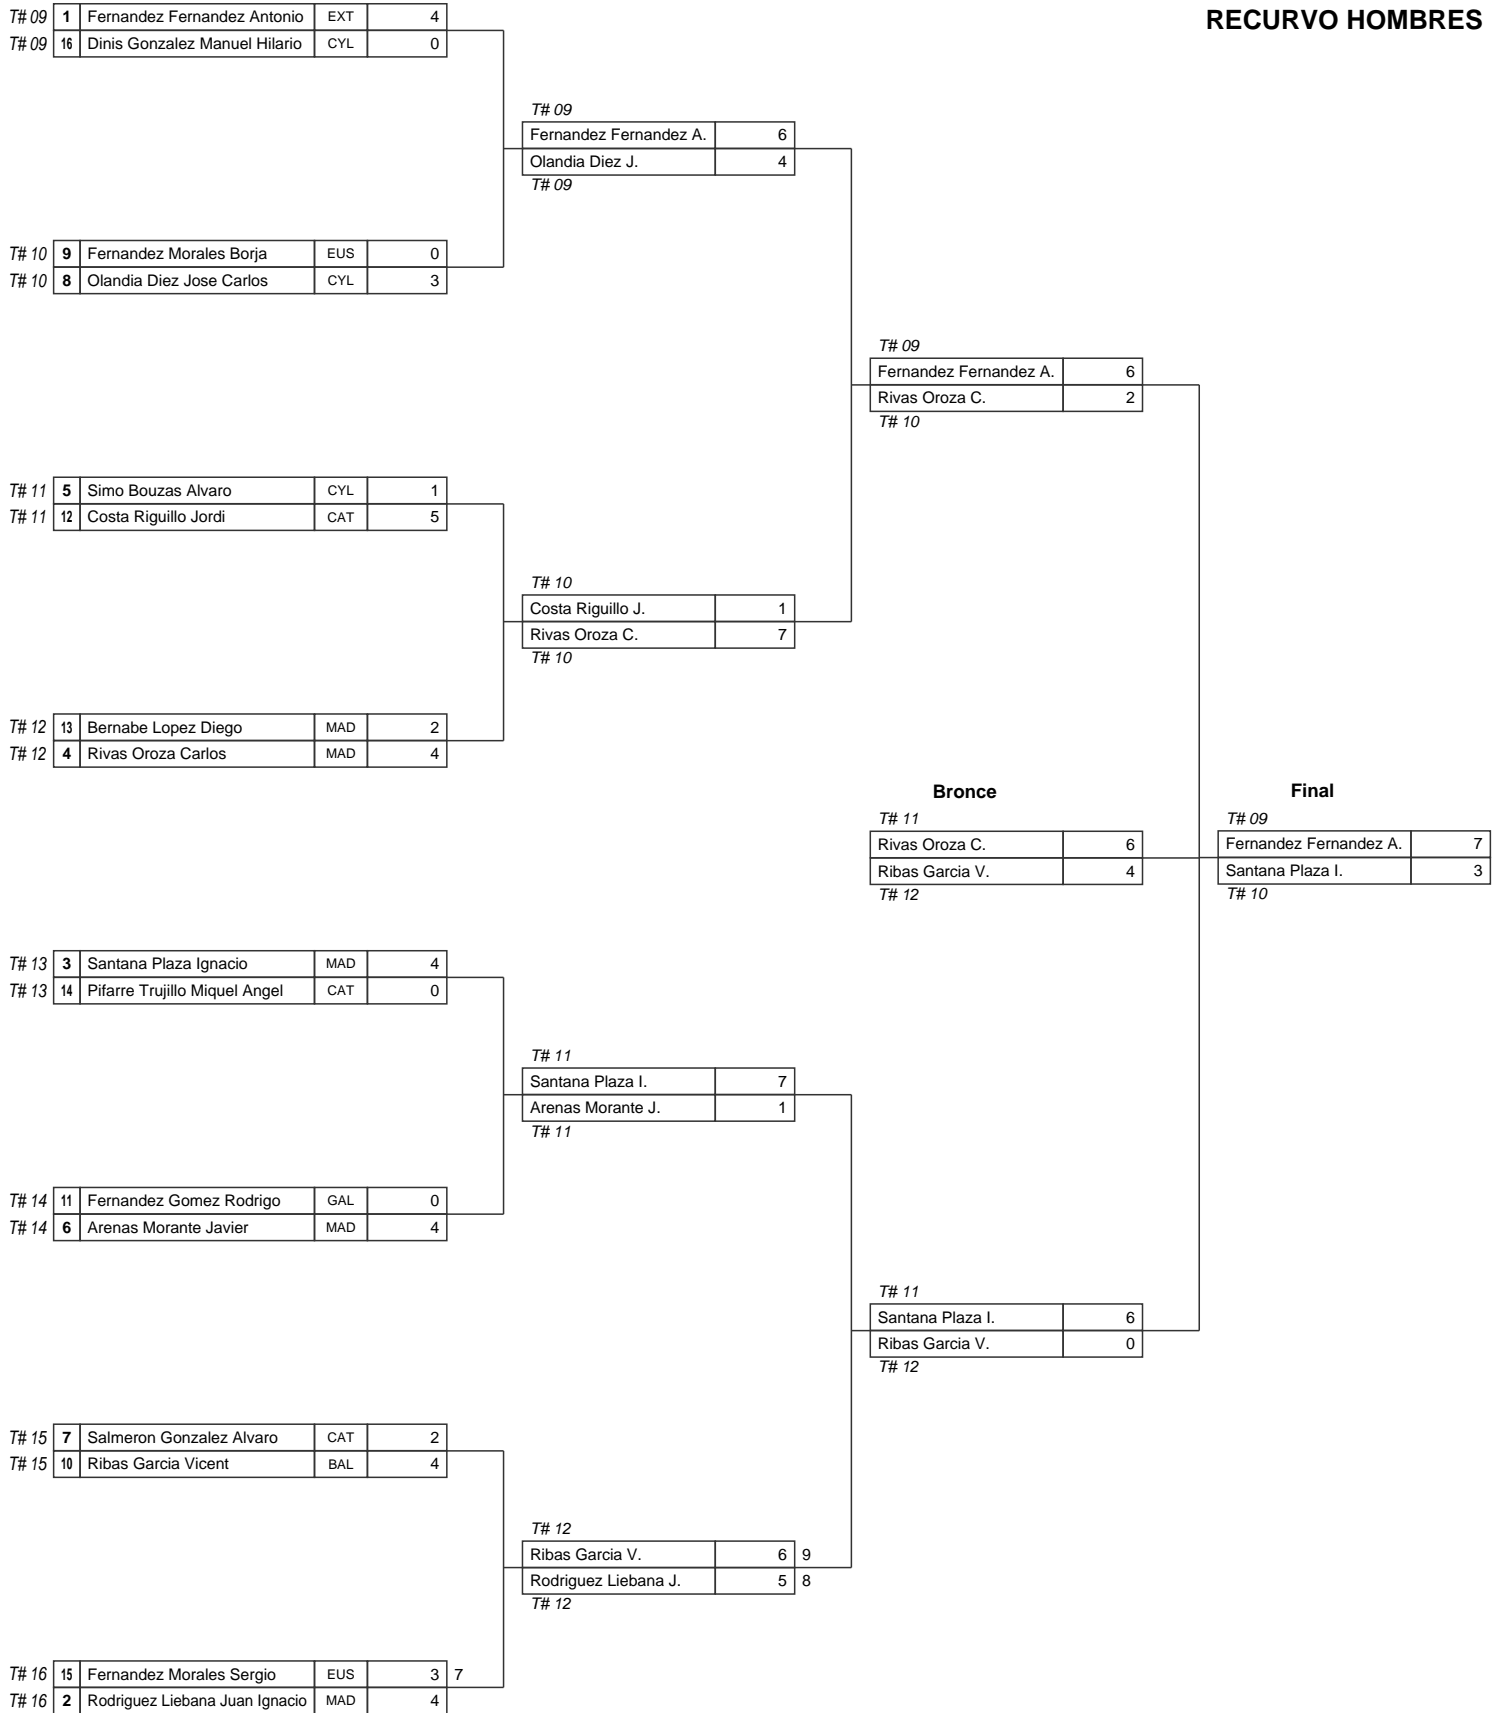 RECURVO HOMBRES
T# 09 1 Fernandez Fernandez Antonio EXT 4
T# 09 16 Dinis Gonzalez Manuel Hilario CYL 0
T# 09
Fernandez Fernandez A. 6
Olandia Diez J. 4
T# 09
T# 10 9 Fernandez Morales Borja EUS 0
T# 10 8 Olandia Diez Jose Carlos CYL 3
T# 09
Fernandez Fernandez A. 6
Rivas Oroza C. 2
T# 10
T# 11 5 Simo Bouzas Alvaro CYL 1
T# 11 12 Costa Riguillo Jordi CAT 5
T# 10
Costa Riguillo J. 1
Rivas Oroza C. 7
T# 10
T# 12 13 Bernabe Lopez Diego MAD 2
T# 12 4 Rivas Oroza Carlos MAD 4
Bronce
T# 11
Rivas Oroza C. 6
Ribas Garcia V. 4
T# 12
Final
T# 09
Fernandez Fernandez A. 7
Santana Plaza I. 3
T# 10
T# 13 3 Santana Plaza Ignacio MAD 4
T# 13 14 Pifarre Trujillo Miquel Angel CAT 0
T# 11
Santana Plaza I. 7
Arenas Morante J. 1
T# 11
T# 14 11 Fernandez Gomez Rodrigo GAL 0
T# 14 6 Arenas Morante Javier MAD 4
T# 11
Santana Plaza I. 6
Ribas Garcia V. 0
T# 12
T# 15 7 Salmeron Gonzalez Alvaro CAT 2
T# 15 10 Ribas Garcia Vicent BAL 4
T# 12
Ribas Garcia V. 6 9
Rodriguez Liebana J. 5 8
T# 12
T# 16 15 Fernandez Morales Sergio EUS 3 7
T# 16 2 Rodriguez Liebana Juan Ignacio MAD 4